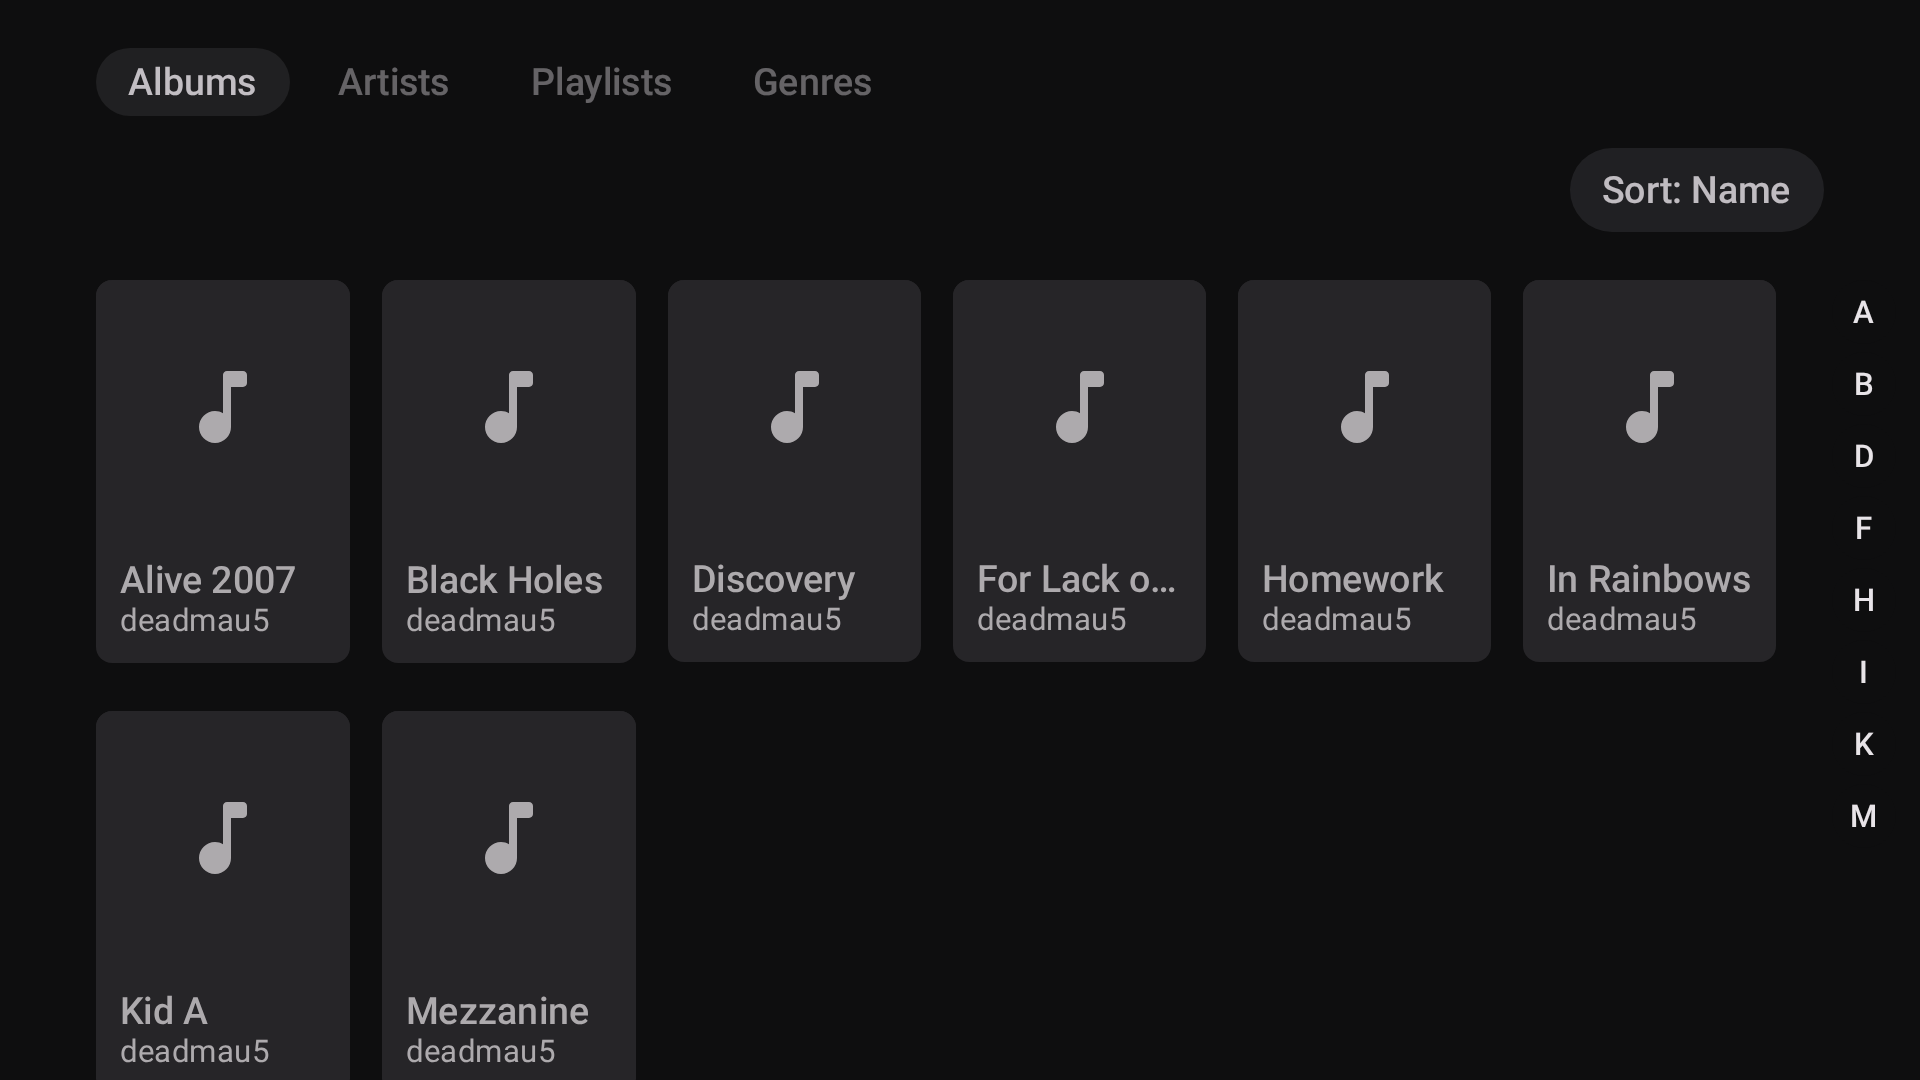 Albums Artists Playlists Genres
Sort: Name
Alive 2007
deadmau5
Black Holes
deadmau5
Discovery
deadmau5
For Lack o...
deadmau5
Homework
deadmau5
In Rainbows
deadmau5
Kid A
deadmau5
Mezzanine
deadmau5
A
B
D
F
H
I
K
M